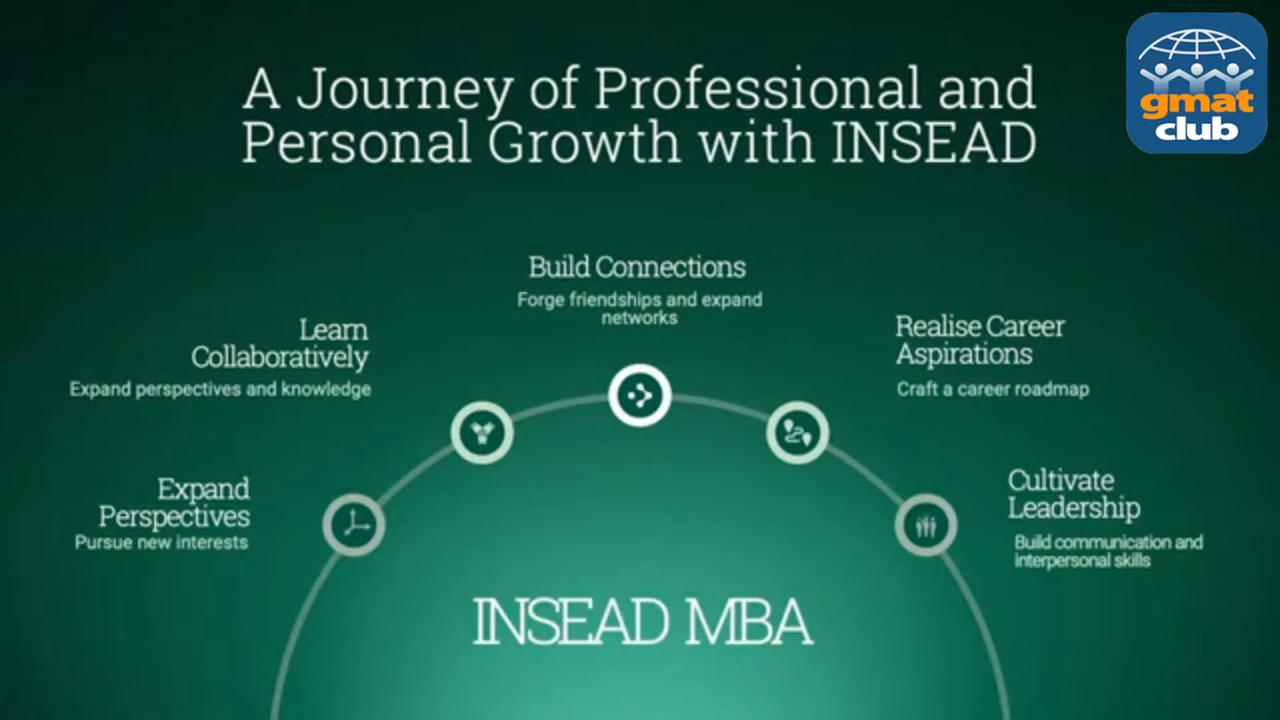 A Journey of Professional and
Personal Growth with INSEAD
gmat
club
Build Connections
Forge friendships and expand
networks
Learn
Collaboratively
Expand perspectives and knowledge
Realise Career
Aspirations
Craft a career roadmap
Expand
Perspectives
Pursue new interests
Cultivate
Leadership
Build communication and
interpersonal skills
INSEAD MBA